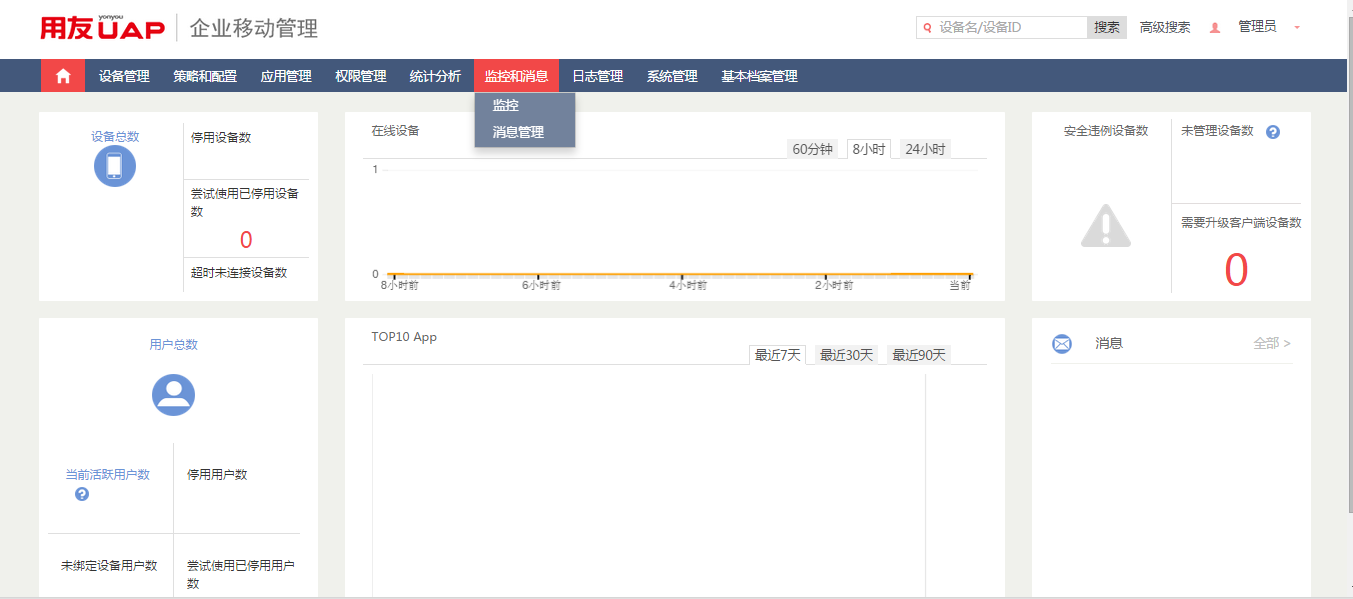 yonyou
用友UAP 企业移动管理
设备名/设备ID 搜索 高级搜索 管理员
设备管理 策略和配置 应用管理 权限管理 统计分析 监控和消息 日志管理 系统管理 基本档案管理
监控
消息管理
设备总数
停用设备数
尝试使用已停用设备
数
0
超时未连接设备数
在线设备
60分钟 8小时 24小时
1
0
8小时前 6小时前 4小时前 2小时前 当前
安全违例设备数
未管理设备数 ?
需要升级客户端设备数
0
用户总数
当前活跃用户数
?
停用用户数
未绑定设备用户数
尝试使用已停用用户
数
TOP10 App
最近7天 最近30天 最近90天
消息 全部 >